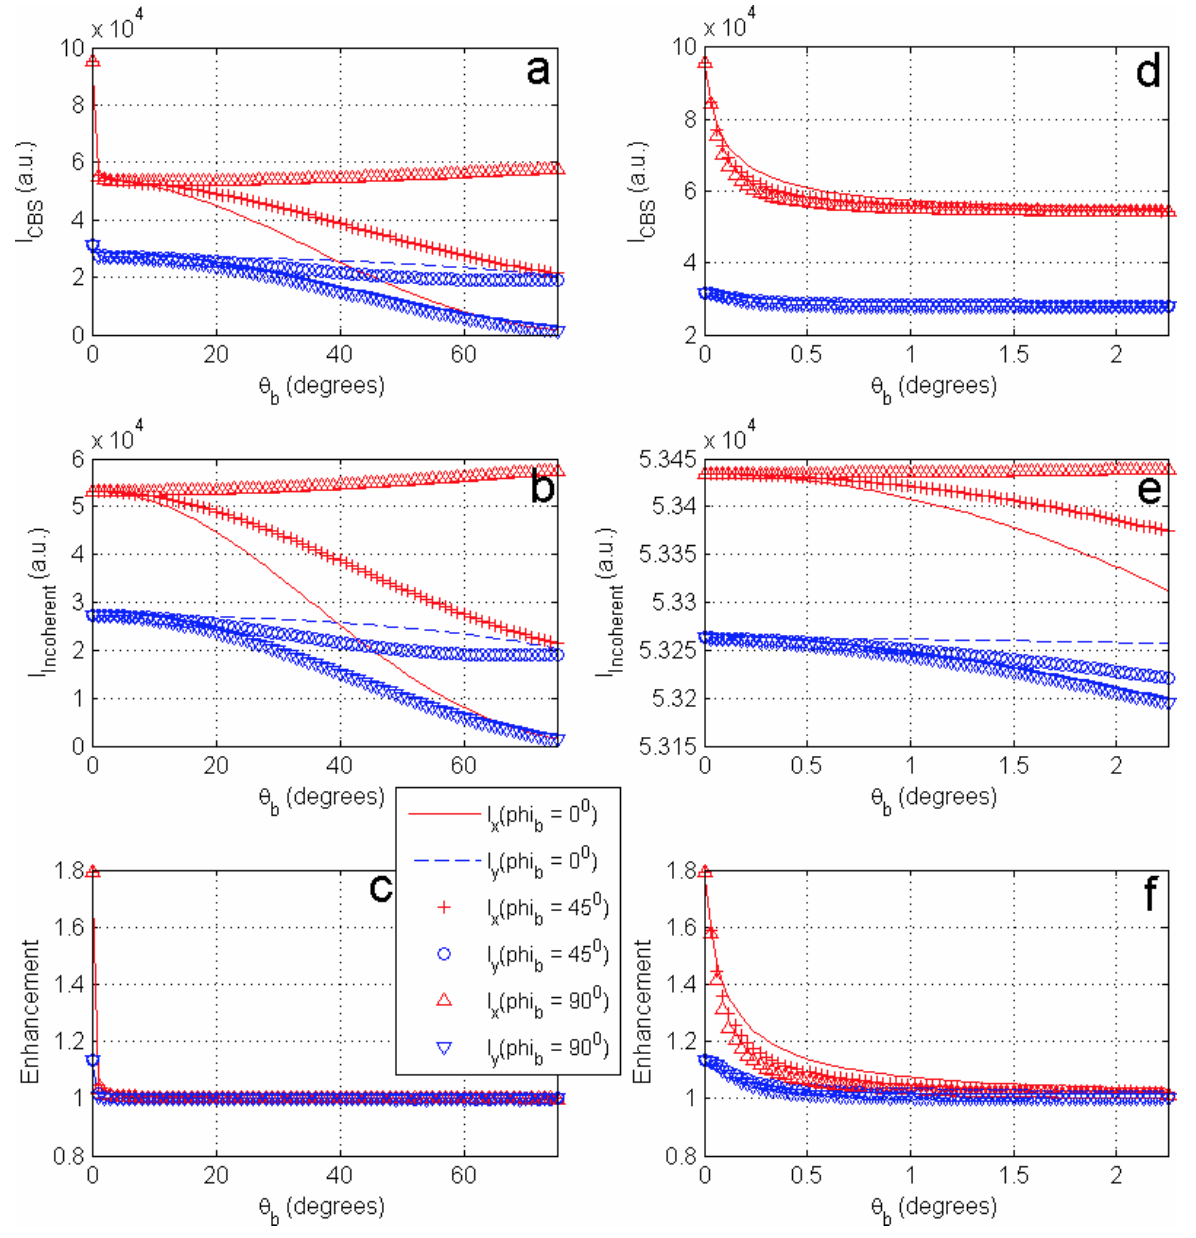 x 10^4
a
I_CBS (a.u.)
10
8
6
4
2
0
0 20 40 60
θ_b (degrees)
x 10^4
d
I_CBS (a.u.)
10
8
6
4
2
0 0.5 1 1.5 2
θ_b (degrees)
x 10^4
b
I_Incoherent (a.u.)
6
5
4
3
2
1
0
0 20 40 60
θ_b (degrees)
x 10^4
e
I_Incoherent (a.u.)
5.345
5.34
5.335
5.33
5.325
5.32
5.315
0 0.5 1 1.5 2
θ_b (degrees)
I_x(phi_b = 0^0)
I_y(phi_b = 0^0)
I_x(phi_b = 45^0)
I_y(phi_b = 45^0)
I_x(phi_b = 90^0)
I_y(phi_b = 90^0)
c
Enhancement
1.8
1.6
1.4
1.2
1
0.8
0 20 40 60
θ_b (degrees)
f
Enhancement
1.8
1.6
1.4
1.2
1
0.8
0 0.5 1 1.5 2
θ_b (degrees)